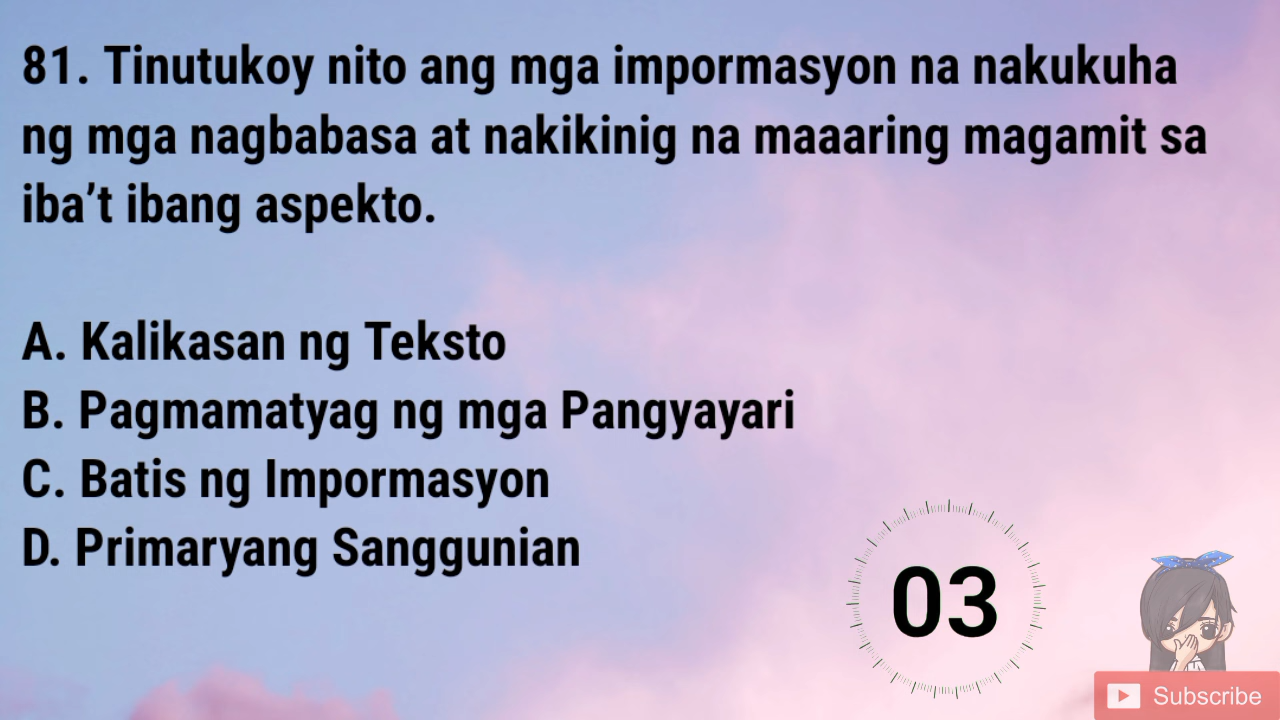 81. Tinutukoy nito ang mga impormasyon na nakukuha
ng mga nagbabasa at nakikinig na maaaring magamit sa
iba’t ibang aspekto.
A. Kalikasan ng Teksto
B. Pagmamatyag ng mga Pangyayari
C. Batis ng Impormasyon
D. Primaryang Sanggunian
03
Subscribe